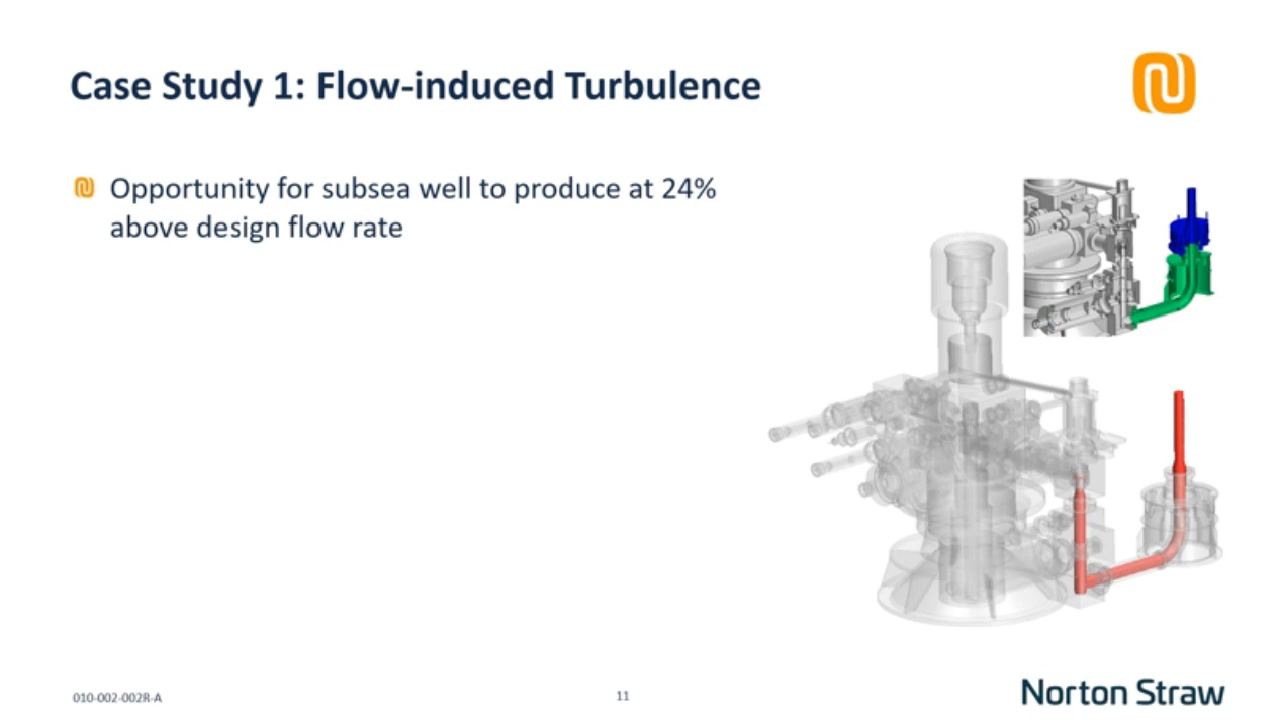 Case Study 1: Flow-induced Turbulence
Opportunity for subsea well to produce at 24%
above design flow rate
010-002-002R-A
11
Norton Straw